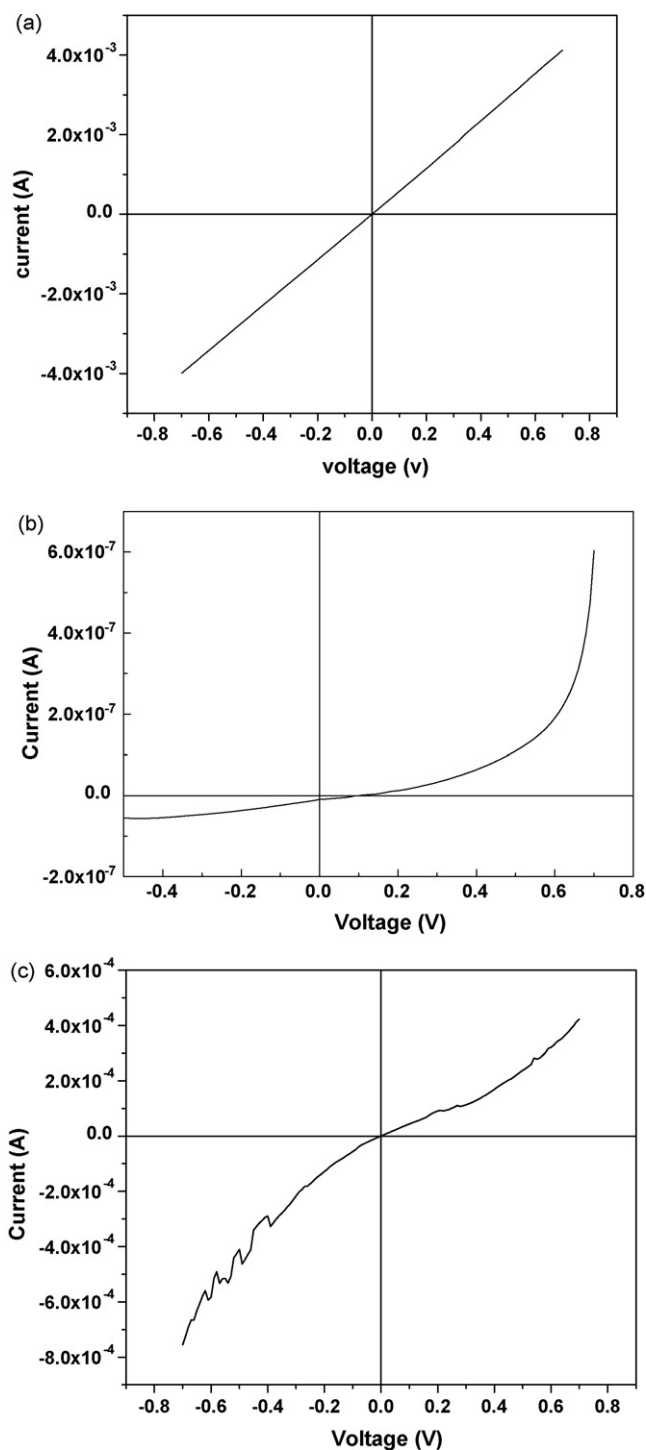 (a)
4.0x10⁻³
2.0x10⁻³
0.0
-2.0x10⁻³
-4.0x10⁻³
current (A)
-0.8 -0.6 -0.4 -0.2 0.0 0.2 0.4 0.6 0.8
voltage (v)
(b)
6.0x10⁻⁷
4.0x10⁻⁷
2.0x10⁻⁷
0.0
-2.0x10⁻⁷
Current (A)
-0.4 -0.2 0.0 0.2 0.4 0.6 0.8
Voltage (V)
(c)
6.0x10⁻⁴
4.0x10⁻⁴
2.0x10⁻⁴
0.0
-2.0x10⁻⁴
-4.0x10⁻⁴
-6.0x10⁻⁴
-8.0x10⁻⁴
Current (A)
-0.8 -0.6 -0.4 -0.2 0.0 0.2 0.4 0.6 0.8
Voltage (V)